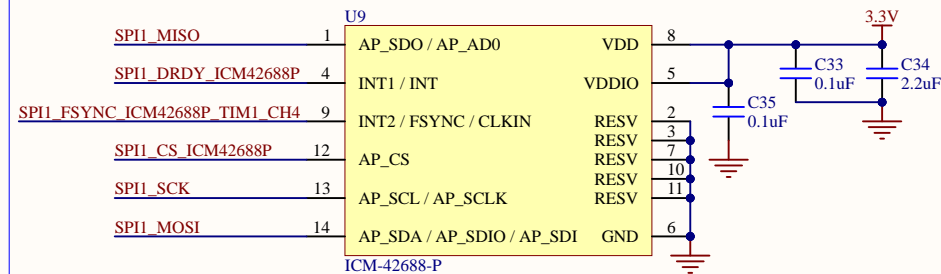 U9
3.3V
SPI1_MISO 1 AP_SDO / AP_AD0 VDD 8
SPI1_DRDY_ICM42688P 4 INT1 / INT VDDIO 5
C33 0.1uF
C34 2.2uF
C35 0.1uF
SPI1_FSYNC_ICM42688P_TIM1_CH4 9 INT2 / FSYNC / CLKIN RESV 2
RESV 3
SPI1_CS_ICM42688P 12 AP_CS RESV 7
RESV 10
SPI1_SCK 13 AP_SCL / AP_SCLK RESV 11
SPI1_MOSI 14 AP_SDA / AP_SDIO / AP_SDI GND 6
ICM-42688-P